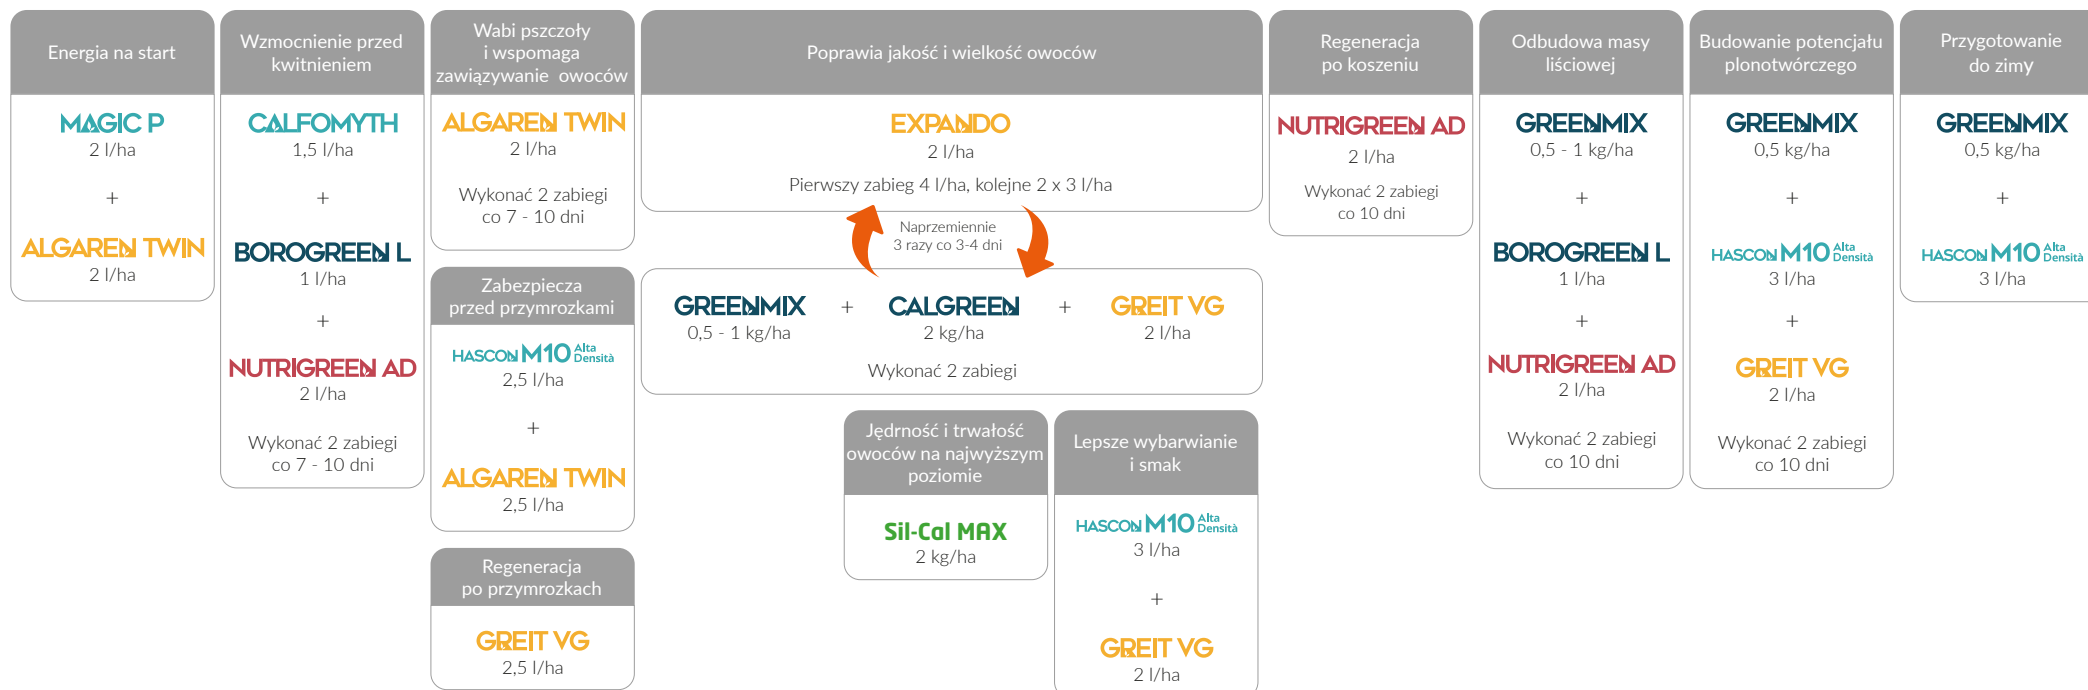 Energia na start
MAGIC P
2 l/ha
+
ALGAREN TWIN
2 l/ha
Wzmocnienie przed
kwitnieniem
CALFOMYTH
1,5 l/ha
+
BOROGREEN L
1 l/ha
+
NUTRIGREEN AD
2 l/ha
Wykonać 2 zabiegi
co 7 - 10 dni
Wabi pszczoły
i wspomaga
zawiązywanie owoców
ALGAREN TWIN
2 l/ha
Wykonać 2 zabiegi
co 7 - 10 dni
Zabezpiecza
przed przymrozkami
HASCON M10 Alta
Densità
2,5 l/ha
+
ALGAREN TWIN
2,5 l/ha
Regeneracja
po przymrozkach
GREIT VG
2,5 l/ha
Poprawia jakość i wielkość owoców
EXPANDO
2 l/ha
Pierwszy zabieg 4 l/ha, kolejne 2 x 3 l/ha
Naprzemiennie
3 razy co 3-4 dni
GREENMIX + CALGREEN + GREIT VG
0,5 - 1 kg/ha 2 kg/ha 2 l/ha
Wykonać 2 zabiegi
Jędrność i trwałość
owoców na najwyższym
poziomie
Sil-Cal MAX
2 kg/ha
Lepsze wybarwianie
i smak
HASCON M10 Alta
Densità
3 l/ha
+
GREIT VG
2 l/ha
Regeneracja
po koszeniu
NUTRIGREEN AD
2 l/ha
Wykonać 2 zabiegi
co 10 dni
Odbudowa masy
liściowej
GREENMIX
0,5 - 1 kg/ha
+
BOROGREEN L
1 l/ha
+
NUTRIGREEN AD
2 l/ha
Wykonać 2 zabiegi
co 10 dni
Budowanie potencjału
plonotwórczego
GREENMIX
0,5 kg/ha
+
HASCON M10 Alta
Densità
3 l/ha
+
GREIT VG
2 l/ha
Wykonać 2 zabiegi
co 10 dni
Przygotowanie
do zimy
GREENMIX
0,5 kg/ha
+
HASCON M10 Alta
Densità
3 l/ha